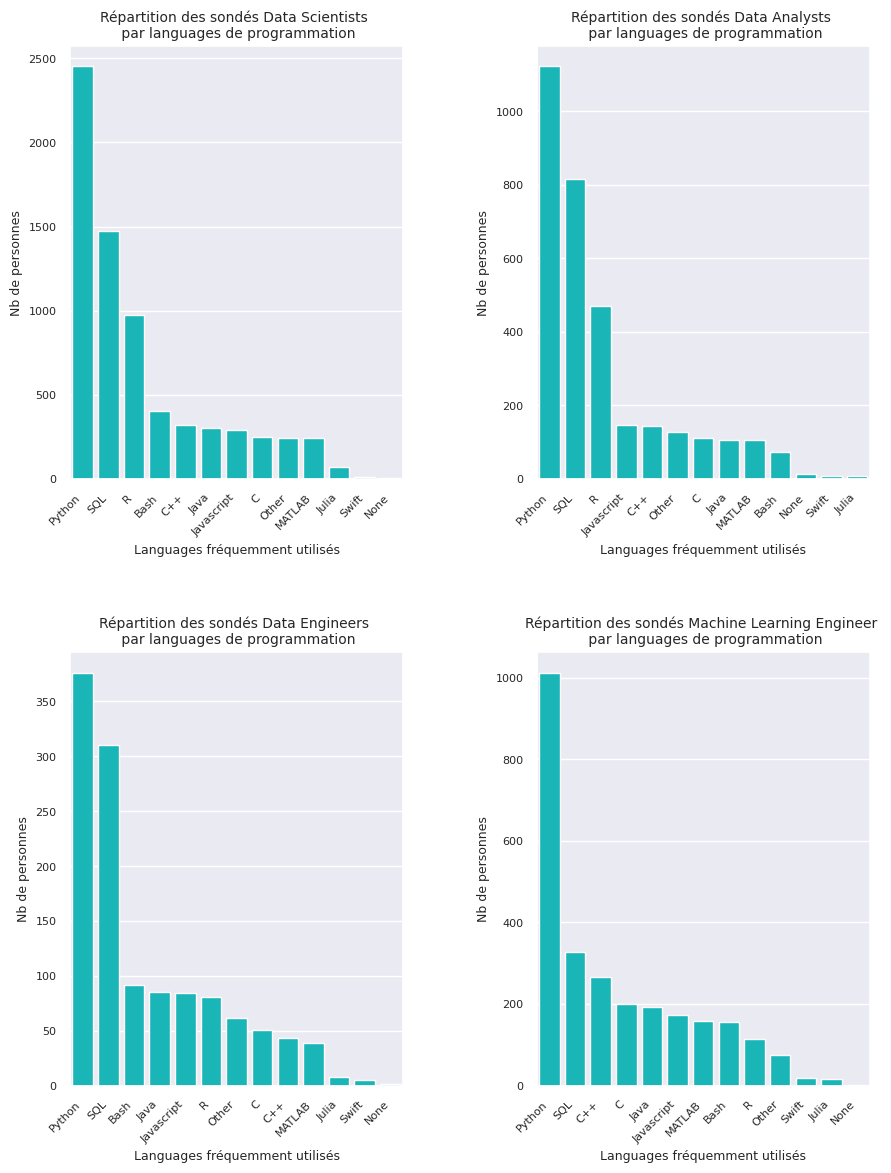 Répartition des sondés Data Scientists
par languages de programmation
2500
2000
1500
1000
500
0
Nb de personnes
Python
SQL
R
Bash
C++
Java
Javascript
C
Other
MATLAB
Julia
Swift
None
Languages fréquemment utilisés
Répartition des sondés Data Analysts
par languages de programmation
1000
800
600
400
200
0
Nb de personnes
Python
SQL
R
Javascript
C++
Other
C
Java
MATLAB
Bash
None
Swift
Julia
Languages fréquemment utilisés
Répartition des sondés Data Engineers
par languages de programmation
350
300
250
200
150
100
50
0
Nb de personnes
Python
SQL
Bash
Java
Javascript
R
Other
C
C++
MATLAB
Julia
Swift
None
Languages fréquemment utilisés
Répartition des sondés Machine Learning Engineer
par languages de programmation
1000
800
600
400
200
0
Nb de personnes
Python
SQL
C++
C
Java
Javascript
MATLAB
Bash
R
Other
Swift
Julia
None
Languages fréquemment utilisés